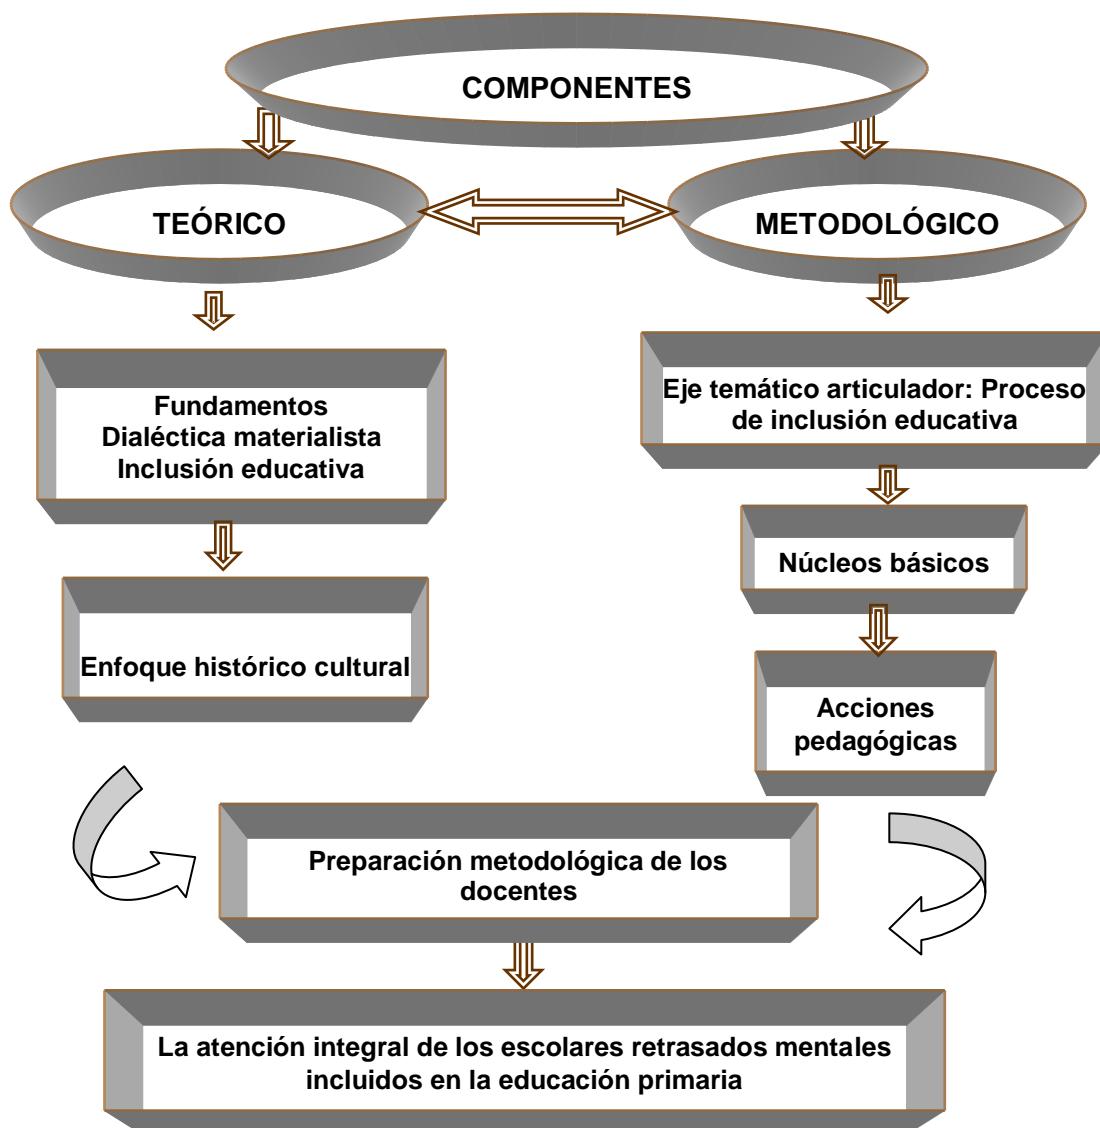 COMPONENTES
TEÓRICO
METODOLÓGICO
Fundamentos
Dialéctica materialista
Inclusión educativa
Eje temático articulador: Proceso
de inclusión educativa
Núcleos básicos
Enfoque histórico cultural
Acciones
pedagógicas
Preparación metodológica de los
docentes
La atención integral de los escolares retrasados mentales
incluidos en la educación primaria